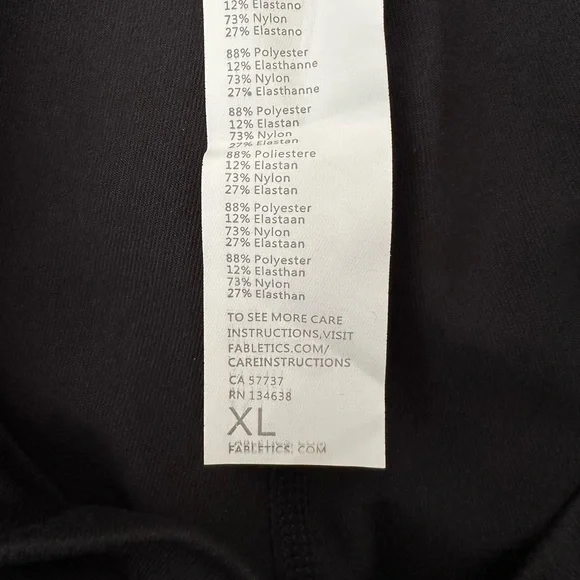 12% Elastano
73% Nylon
27% Elastano
88% Polyester
12% Elasthanne
73% Nylon
27% Elasthanne
88% Polyester
12% Elastan
73% Nylon
27% Elastan
88% Poliestere
12% Elastan
73% Nylon
27% Elastan
88% Polyester
12% Elastaan
73% Nylon
27% Elastaan
88% Polyester
12% Elasthan
73% Nylon
27% Elasthan
TO SEE MORE CARE
INSTRUCTIONS,VISIT
FABLETICS.COM/
CAREINSTRUCTIONS
CA 57737
RN 134638
XL
FABLETICS. COM